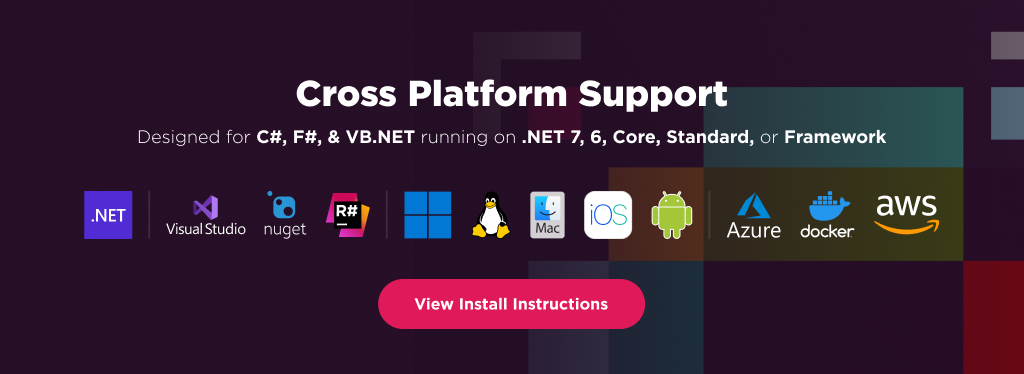 Cross Platform Support
Designed for C#, F#, & VB.NET running on .NET 7, 6, Core, Standard, or Framework
.NET
Visual Studio
nuget
R#
Mac
iOS
Azure
docker
aws
View Install Instructions